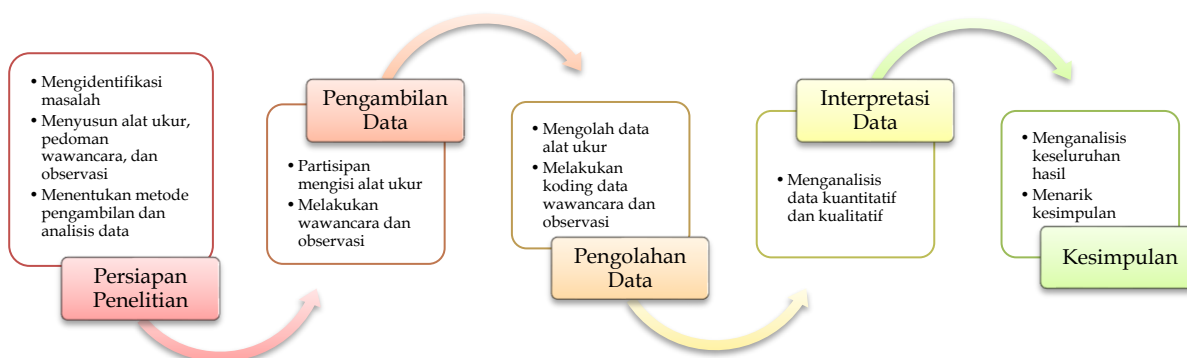 • Mengidentifikasi
masalah
• Menyusun alat ukur,
pedoman
wawancara, dan
observasi
• Menentukan metode
pengambilan dan
analisis data
Persiapan
Penelitian
Pengambilan
Data
• Partisipan
mengisi alat ukur
• Melakukan
wawancara dan
observasi
• Mengolah data
alat ukur
• Melakukan
koding data
wawancara dan
observasi
Pengolahan
Data
Interpretasi
Data
• Menganalisis
data kuantitatif
dan kualitatif
• Menganalisis
keseluruhan
hasil
• Menarik
kesimpulan
Kesimpulan